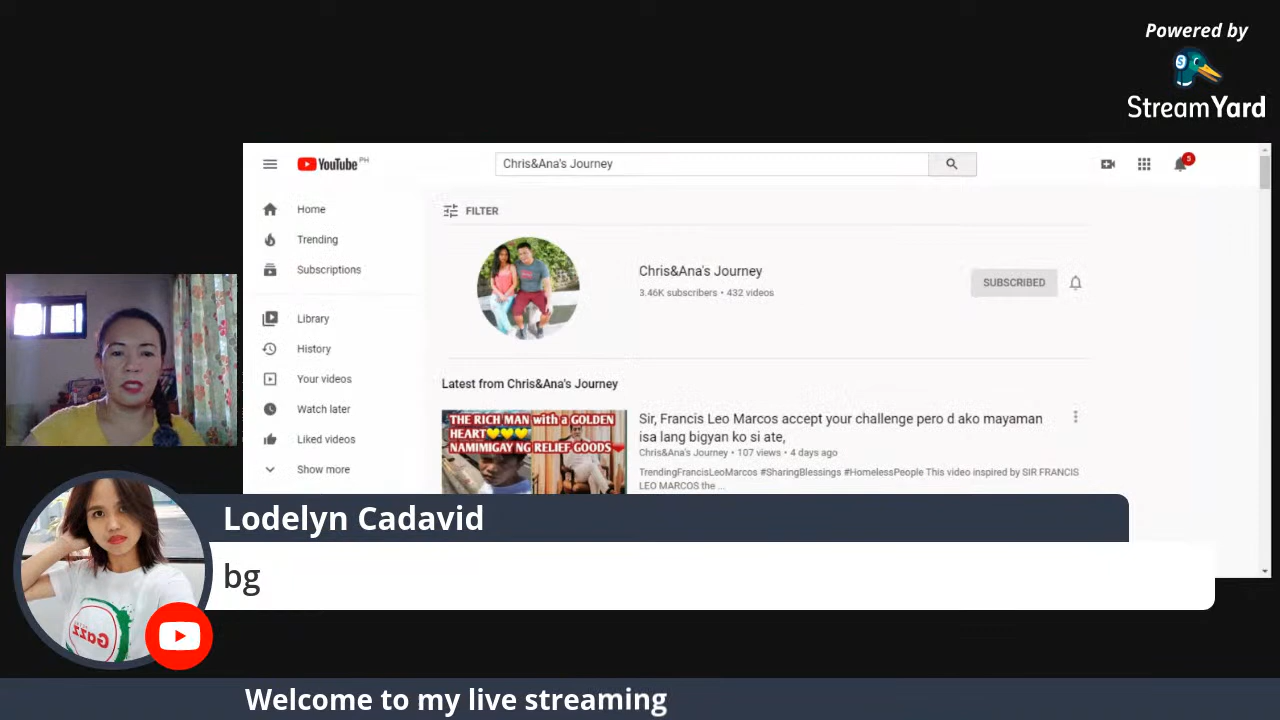 Powered by
StreamYard
YouTube PH
Chris&Ana's Journey
5
Home
Trending
Subscriptions
Library
History
Your videos
Watch later
Liked videos
Show more
FILTER
Chris&Ana's Journey
3.46K subscribers • 432 videos
SUBSCRIBED
Latest from Chris&Ana's Journey
THE RICH MAN with a GOLDEN
HEART
NAMIMIGAY NG RELIEF GOODS
Sir, Francis Leo Marcos accept your challenge pero d ako mayaman
isa lang bigyan ko si ate,
Chris&Ana's Journey • 107 views • 4 days ago
TrendingFrancisLeoMarcos #SharingBlessings #HomelessPeople This video inspired by SIR FRANCIS
LEO MARCOS the ...
Lodelyn Cadavid
bg
Gazz
Welcome to my live streaming